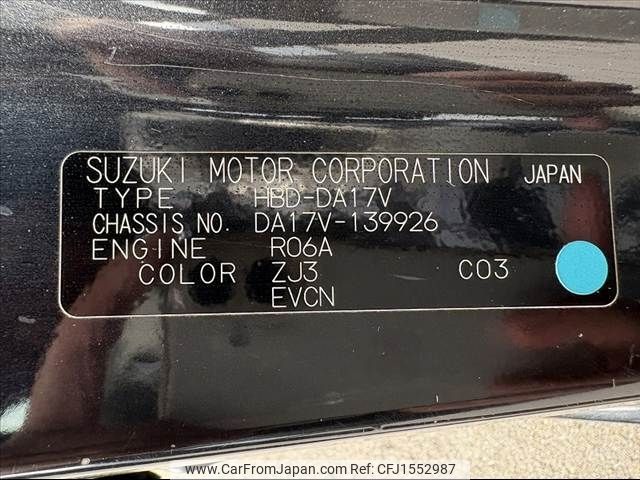 SUZUKI MOTOR CORPORATION JAPAN
TYPE HBD-DA17V
CHASSIS NO. DA17V-139926
ENGINE R06A
COLOR ZJ3 C03
EVCN
www.CarFromJapan.com CFJ1552987